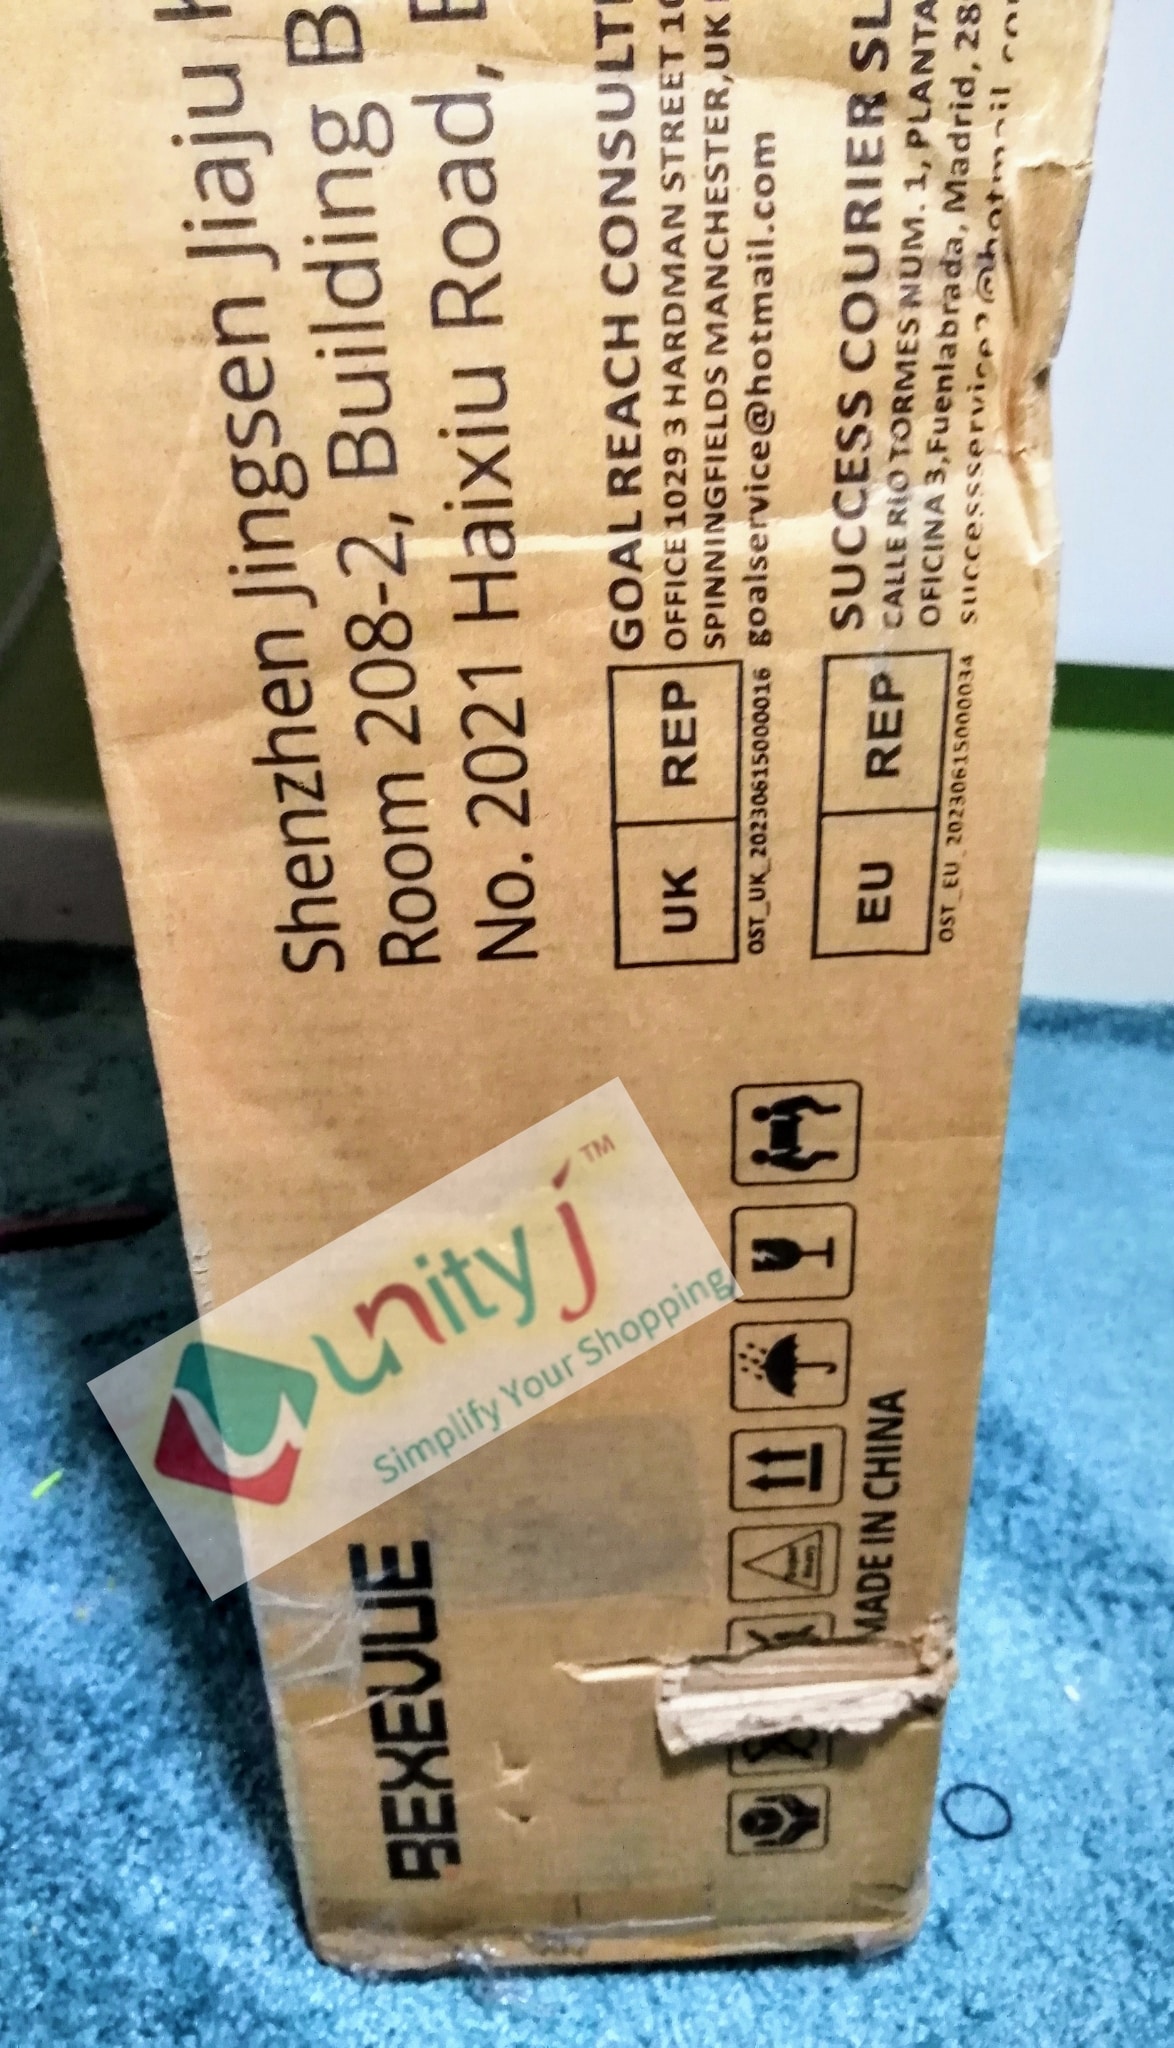 Shenzhen Jingsen Jiaju
Room 208-2, Building B
No. 2021 Haixiu Road,
GOAL REACH CONSULT
OFFICE 1029 3 HARDMAN STREET
SPINNINGFIELDS MANCHESTER, UK
goalservice@hotmail.com
UK REP
OST_UK_20230615000016
SUCCESS COURIER SL
CALLE RIO TORMES NUM. 1, PLANTA
OFICINA 3, Fuenlabrada, Madrid, 28
EU REP
OST_EU_20230615000034
MADE IN CHINA
BEXEVUE
unityj™
Simplify Your Shopping